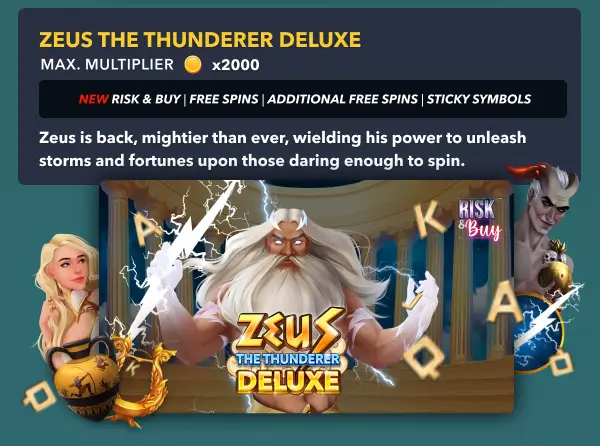 ZEUS THE THUNDERER DELUXE
MAX. MULTIPLIER x2000
NEW RISK & BUY | FREE SPINS | ADDITIONAL FREE SPINS | STICKY SYMBOLS
Zeus is back, mightier than ever, wielding his power to unleash
storms and fortunes upon those daring enough to spin.
A
K
RISK
& Buy
A
ZEUS
THE THUNDERER
DELUXE
Q
K